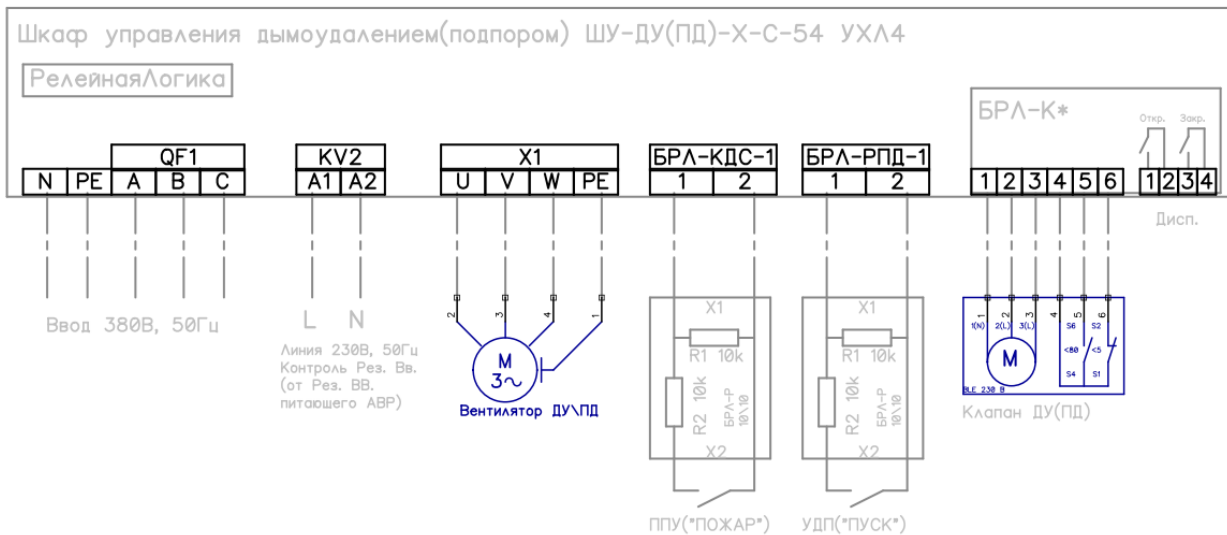 Шкаф управления дымоудалением(подпором) ШУ-ДУ(ПД)-Х-С-54 УХЛ4
РелейнаяЛогика
БРЛ-К*
Откр. Закр.
QF1 KV2 X1 БРЛ-КДС-1 БРЛ-РПД-1
N PE A B C A1 A2 U V W PE 1 2 1 2 1 2 3 4 5 6 1 2 3 4
Дисп.
Ввод 380В, 50Гц
L N
Линия 230В, 50Гц
Контроль Рез. Вв.
(от Рез. ВВ.
питающего АВР)
2 3 4 1
М
3~
Вентилятор ДУ\ПД
X1
R1 10k
R2 10k
БРЛ-Р
10\10
X2
ППУ("ПОЖАР")
X1
R1 10k
R2 10k
БРЛ-Р
10\10
X2
УДП("ПУСК")
1 2 3 4 5 6
1(N) 2(L) 3(L) S6 S2
М <80 <5
S4 S1
BLE 230 В
Клапан ДУ(ПД)